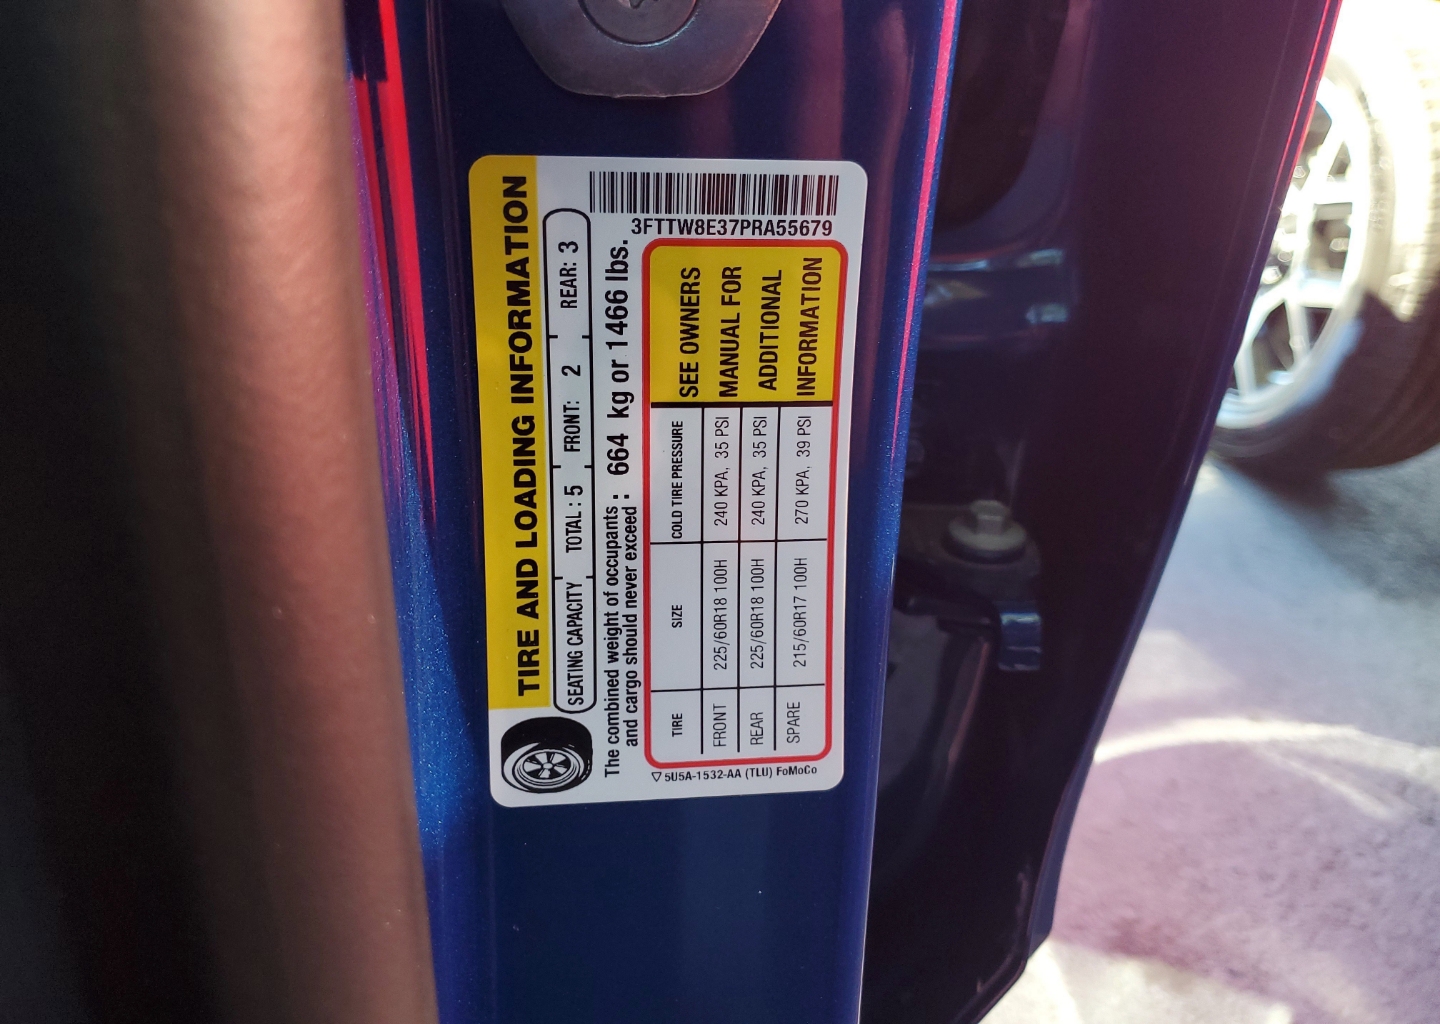 TIRE AND LOADING INFORMATION
SEATING CAPACITY TOTAL : 5 FRONT: 2 REAR: 3
The combined weight of occupants
and cargo should never exceed : 664 kg or 1466 lbs.
3FTTW8E37PRA55679
TIRE SIZE COLD TIRE PRESSURE
FRONT 225/60R18 100H 240 KPA, 35 PSI
REAR 225/60R18 100H 240 KPA, 35 PSI
SPARE 215/60R17 100H 270 KPA, 39 PSI
SEE OWNERS
MANUAL FOR
ADDITIONAL
INFORMATION
5U5A-1532-AA (TLU) FoMoCo